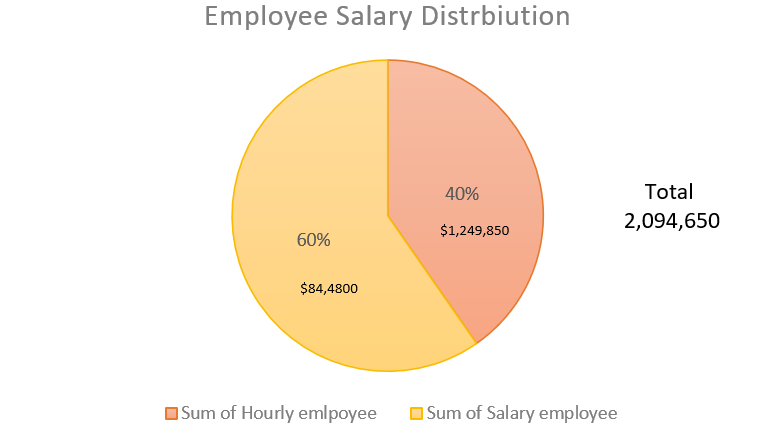 Employee Salary Distrbiution
40%
$1,249,850
60%
$84,4800
Total
2,094,650
Sum of Hourly emlpoyee
Sum of Salary employee